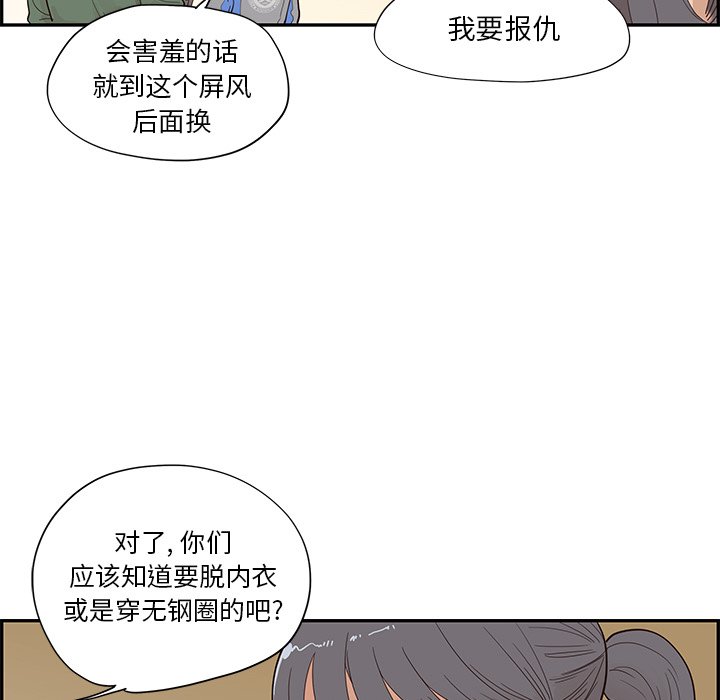 会害羞的话
就到这个屏风
后面换
我要报仇
对了, 你们
应该知道要脱内衣
或是穿无钢圈的吧?